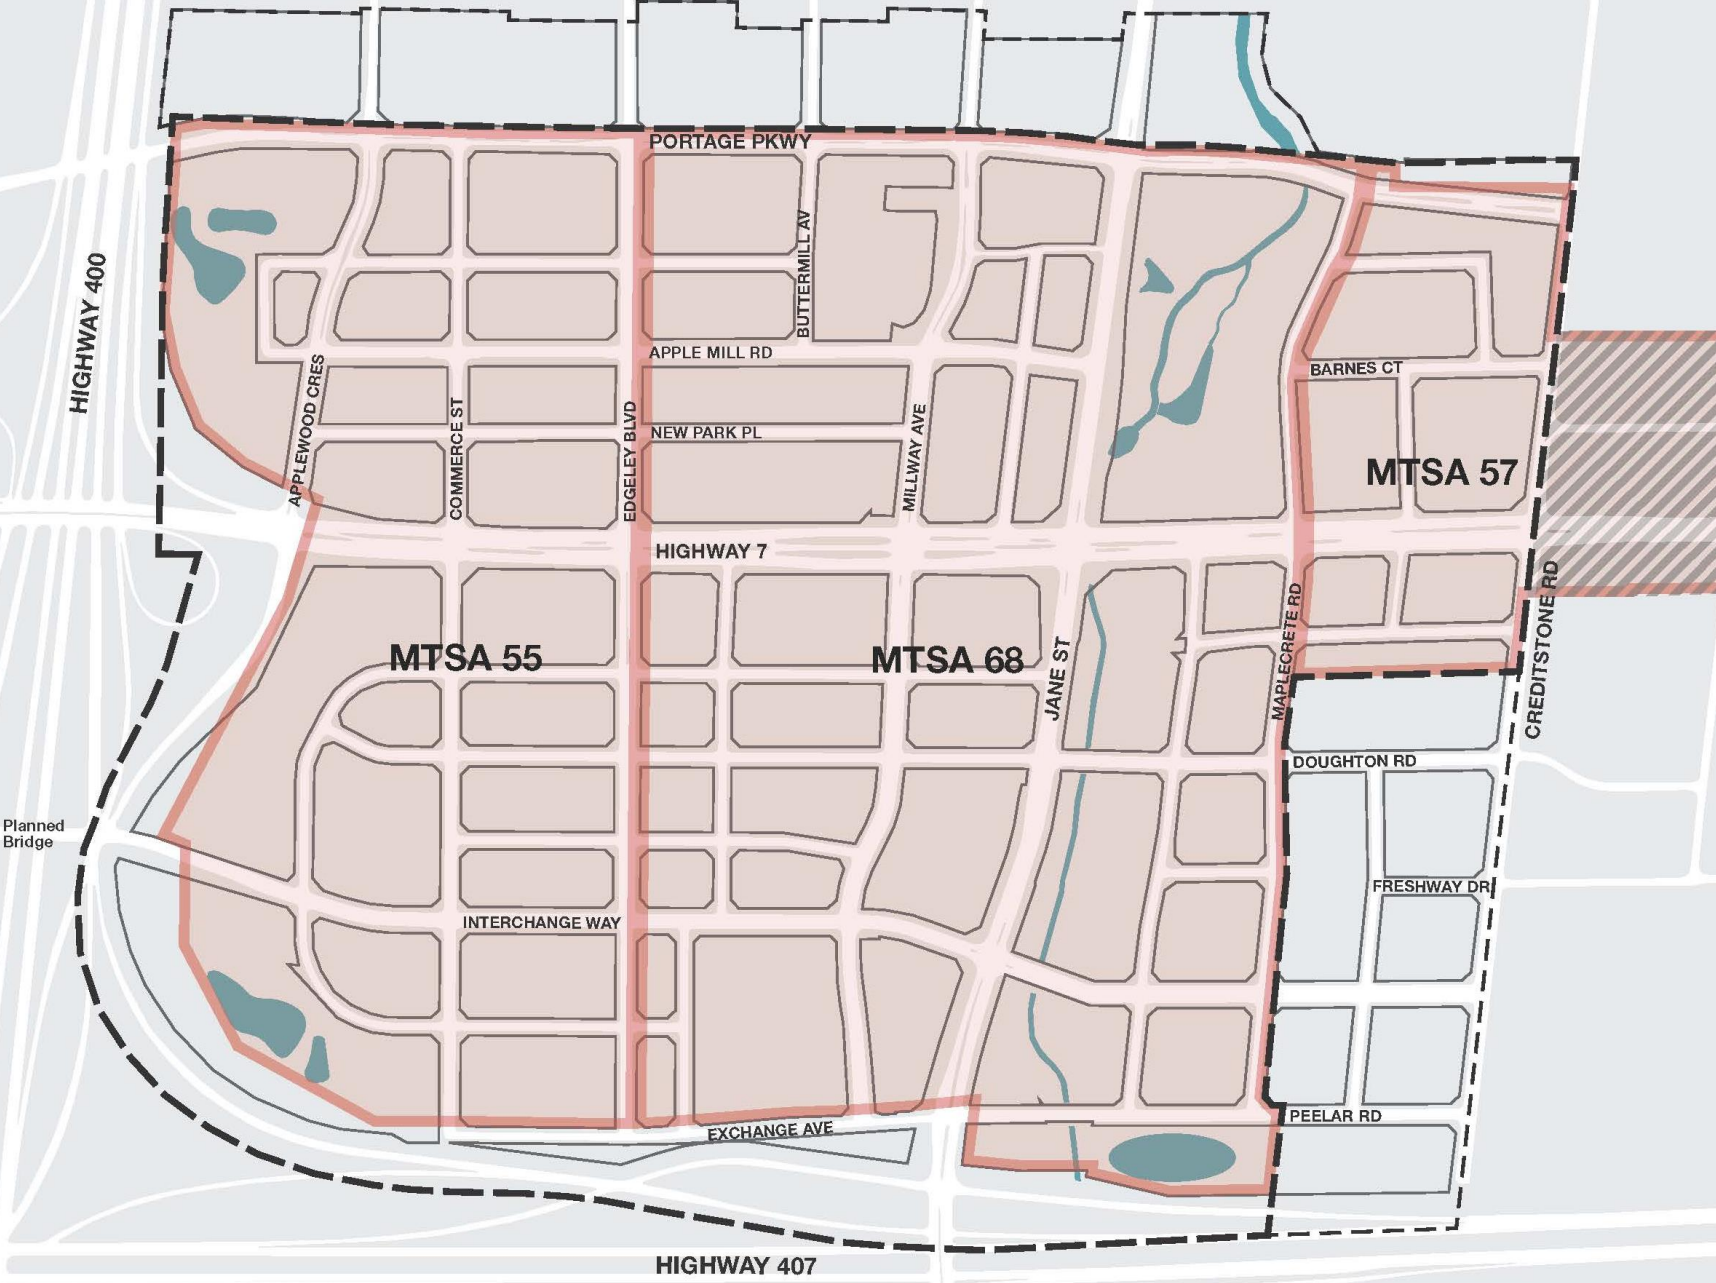 PORTAGE PKWY
HIGHWAY 400
BUTTERMILL AV
APPLE MILL RD
BARNES CT
APPLEWOOD CRES
COMMERCE ST
EDGELEY BLVD
NEW PARK PL
MILLWAY AVE
MTSA 57
HIGHWAY 7
MTSA 55
MTSA 68
JANE ST
MAPLECRETE RD
CREDITSTONE RD
DOUGHTON RD
Planned
Bridge
FRESHWAY DR
INTERCHANGE WAY
EXCHANGE AVE
PEELAR RD
HIGHWAY 407